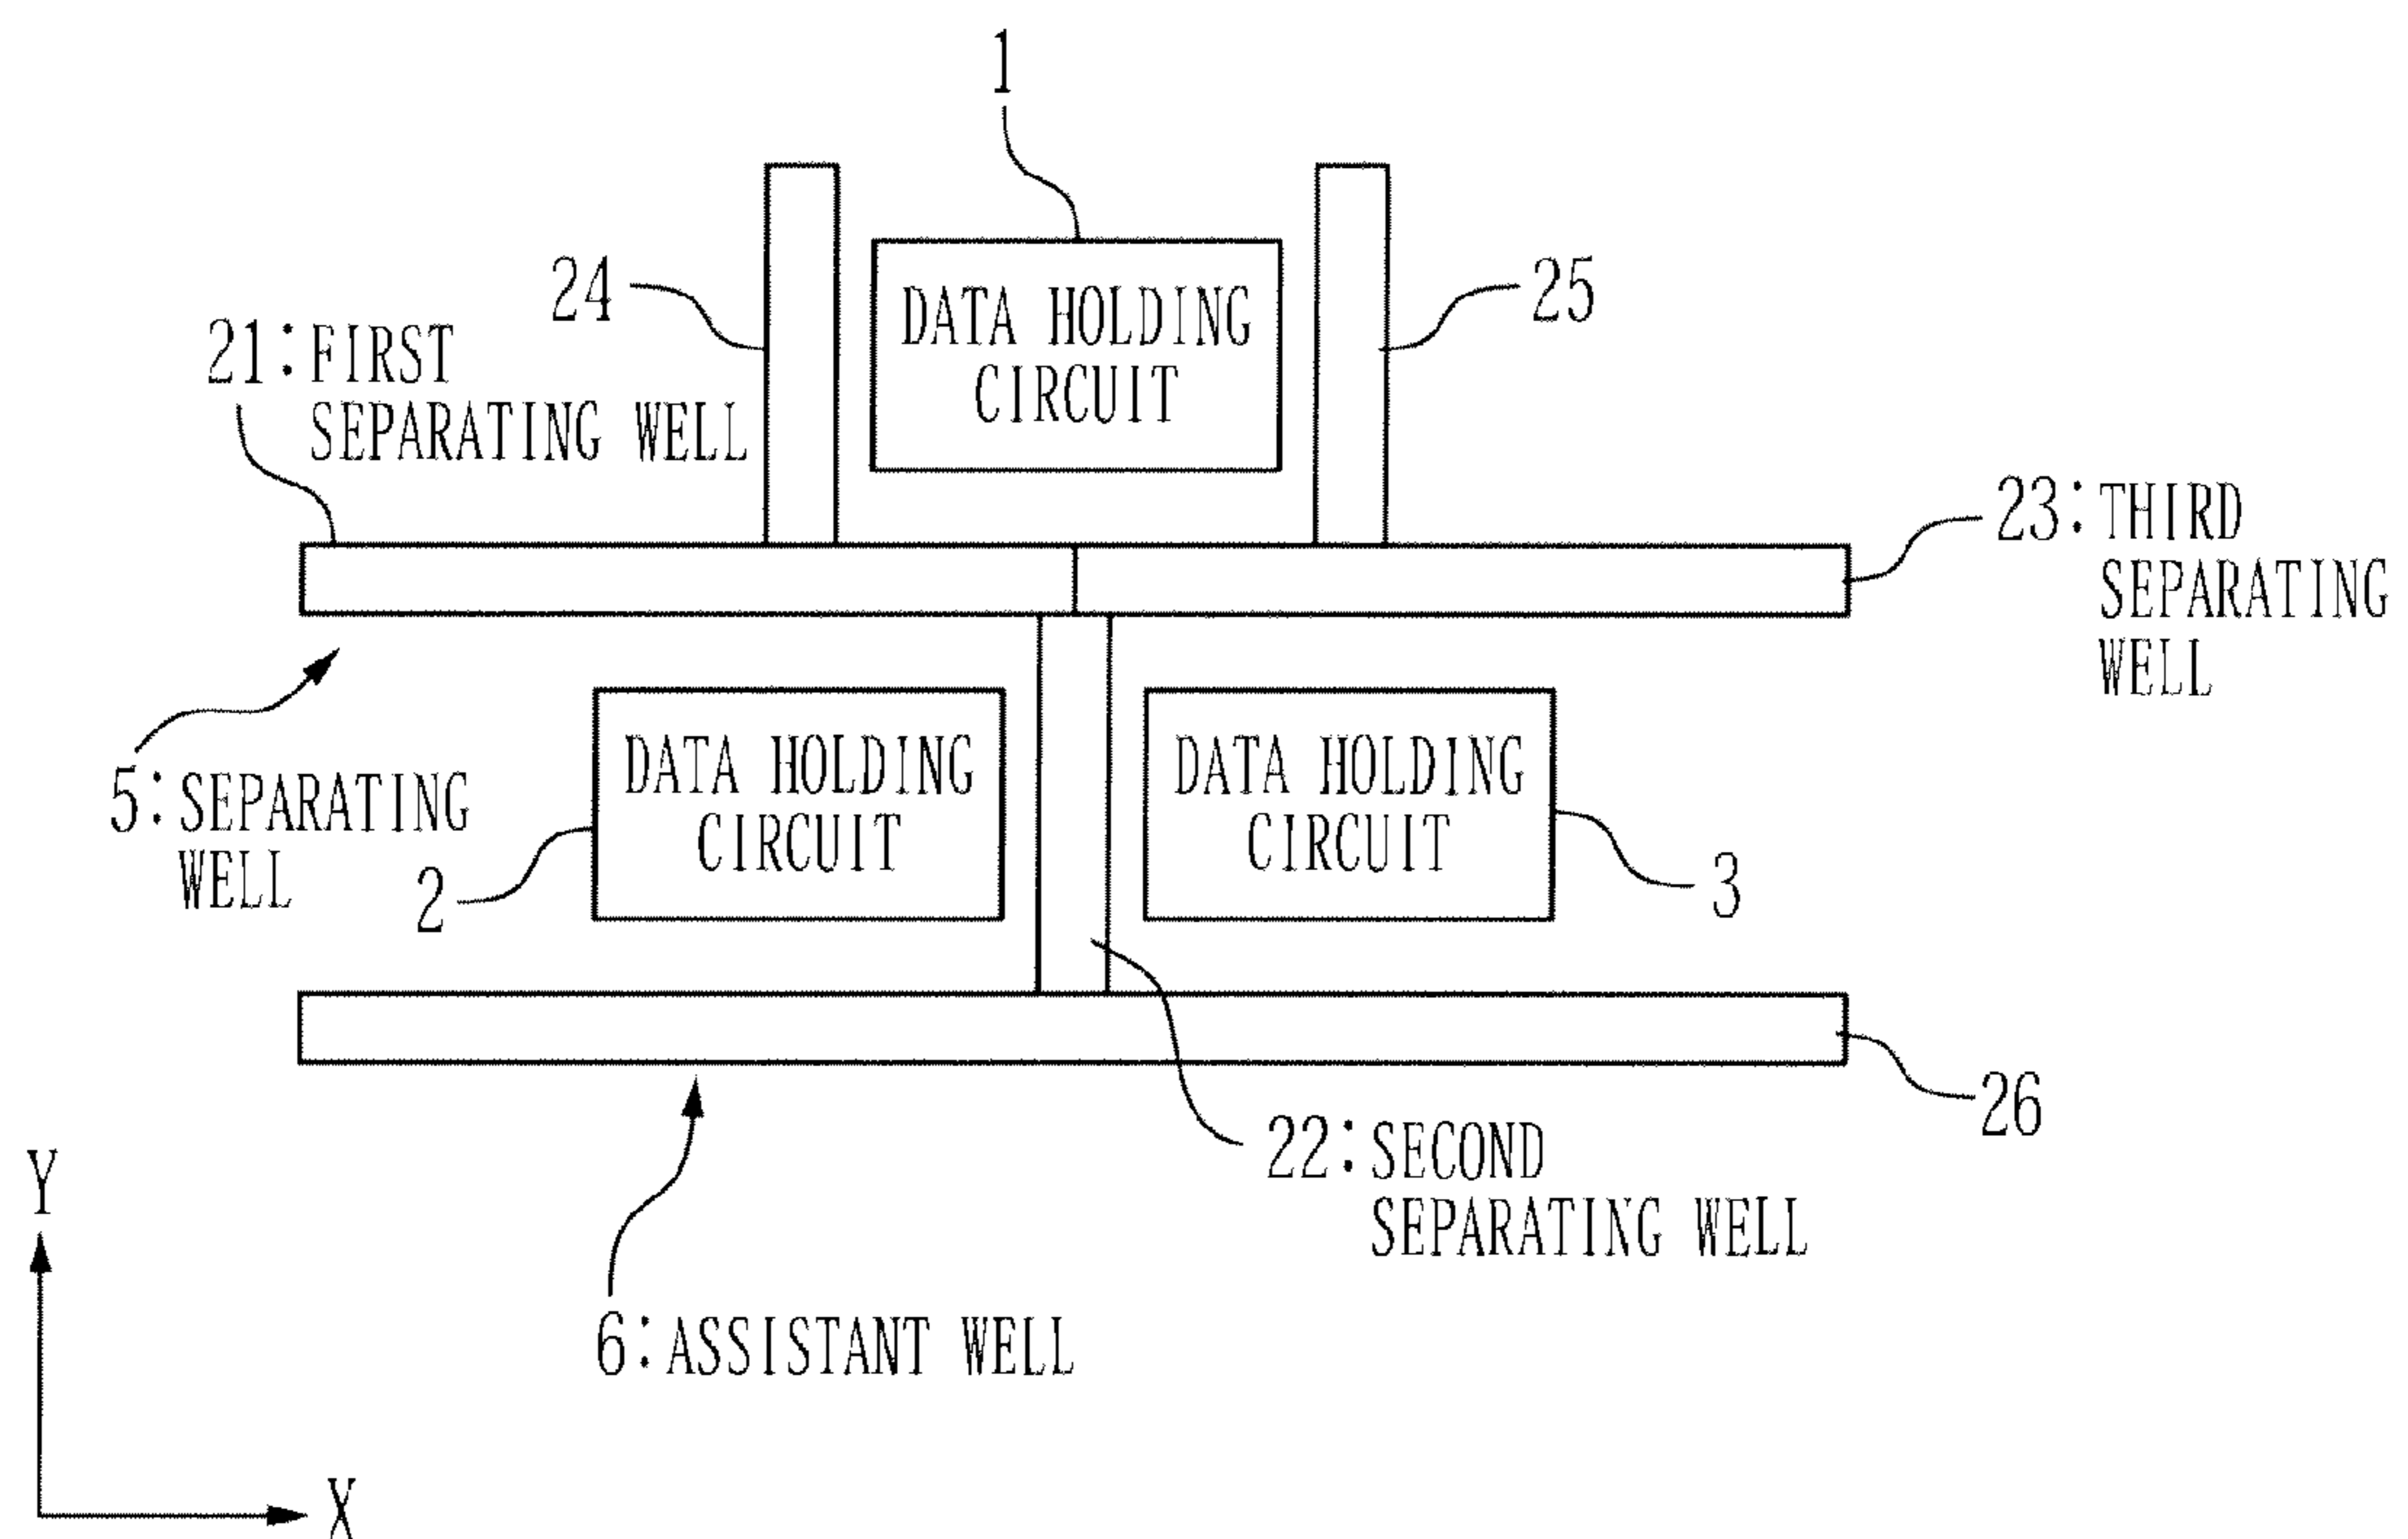 1
24
DATA HOLDING
CIRCUIT
25
21: FIRST
SEPARATING WELL
23: THIRD
SEPARATING
WELL
5: SEPARATING
WELL
DATA HOLDING
CIRCUIT
2
DATA HOLDING
CIRCUIT
3
26
22: SECOND
SEPARATING WELL
6: ASSISTANT WELL
Y
X